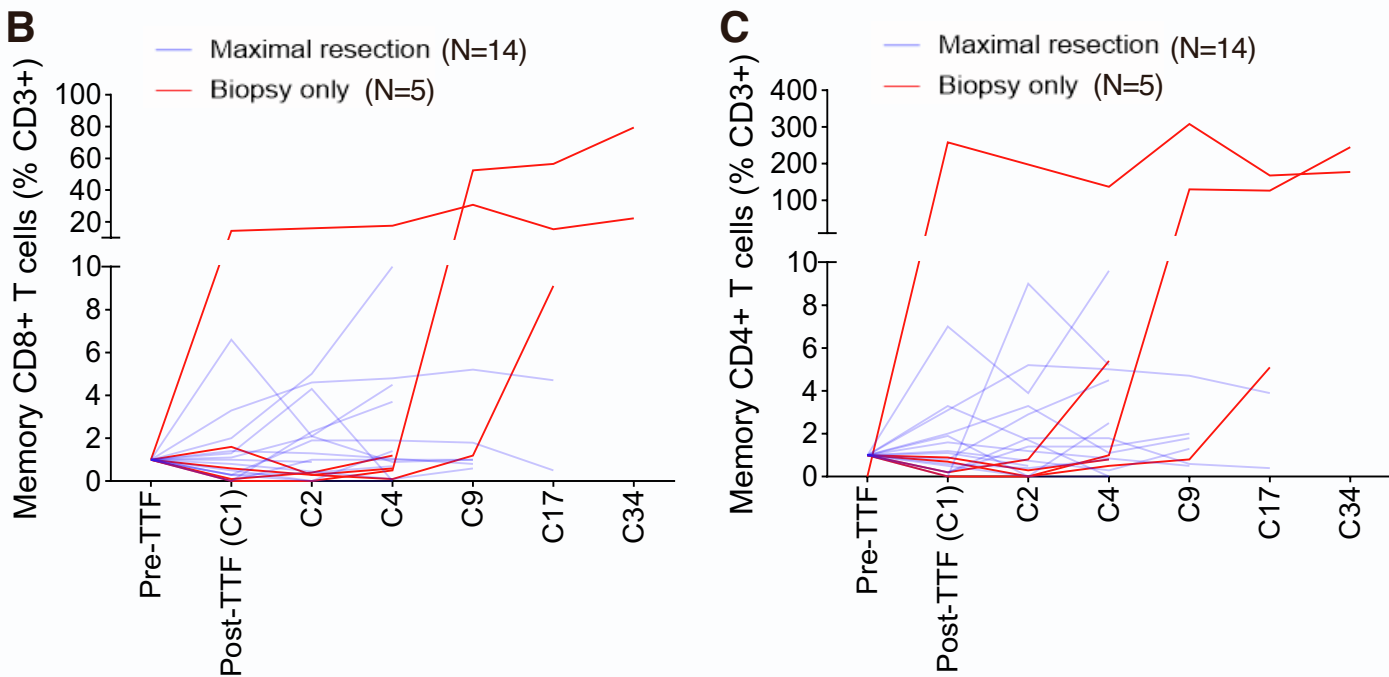 B
Maximal resection (N=14)
Biopsy only (N=5)
Memory CD8+ T cells (% CD3+)
100
80
60
40
20
10
8
6
4
2
0
Pre-TTF
Post-TTF (C1)
C2
C4
C9
C17
C34
C
Maximal resection (N=14)
Biopsy only (N=5)
Memory CD4+ T cells (% CD3+)
400
300
200
100
10
8
6
4
2
0
Pre-TTF
Post-TTF (C1)
C2
C4
C9
C17
C34